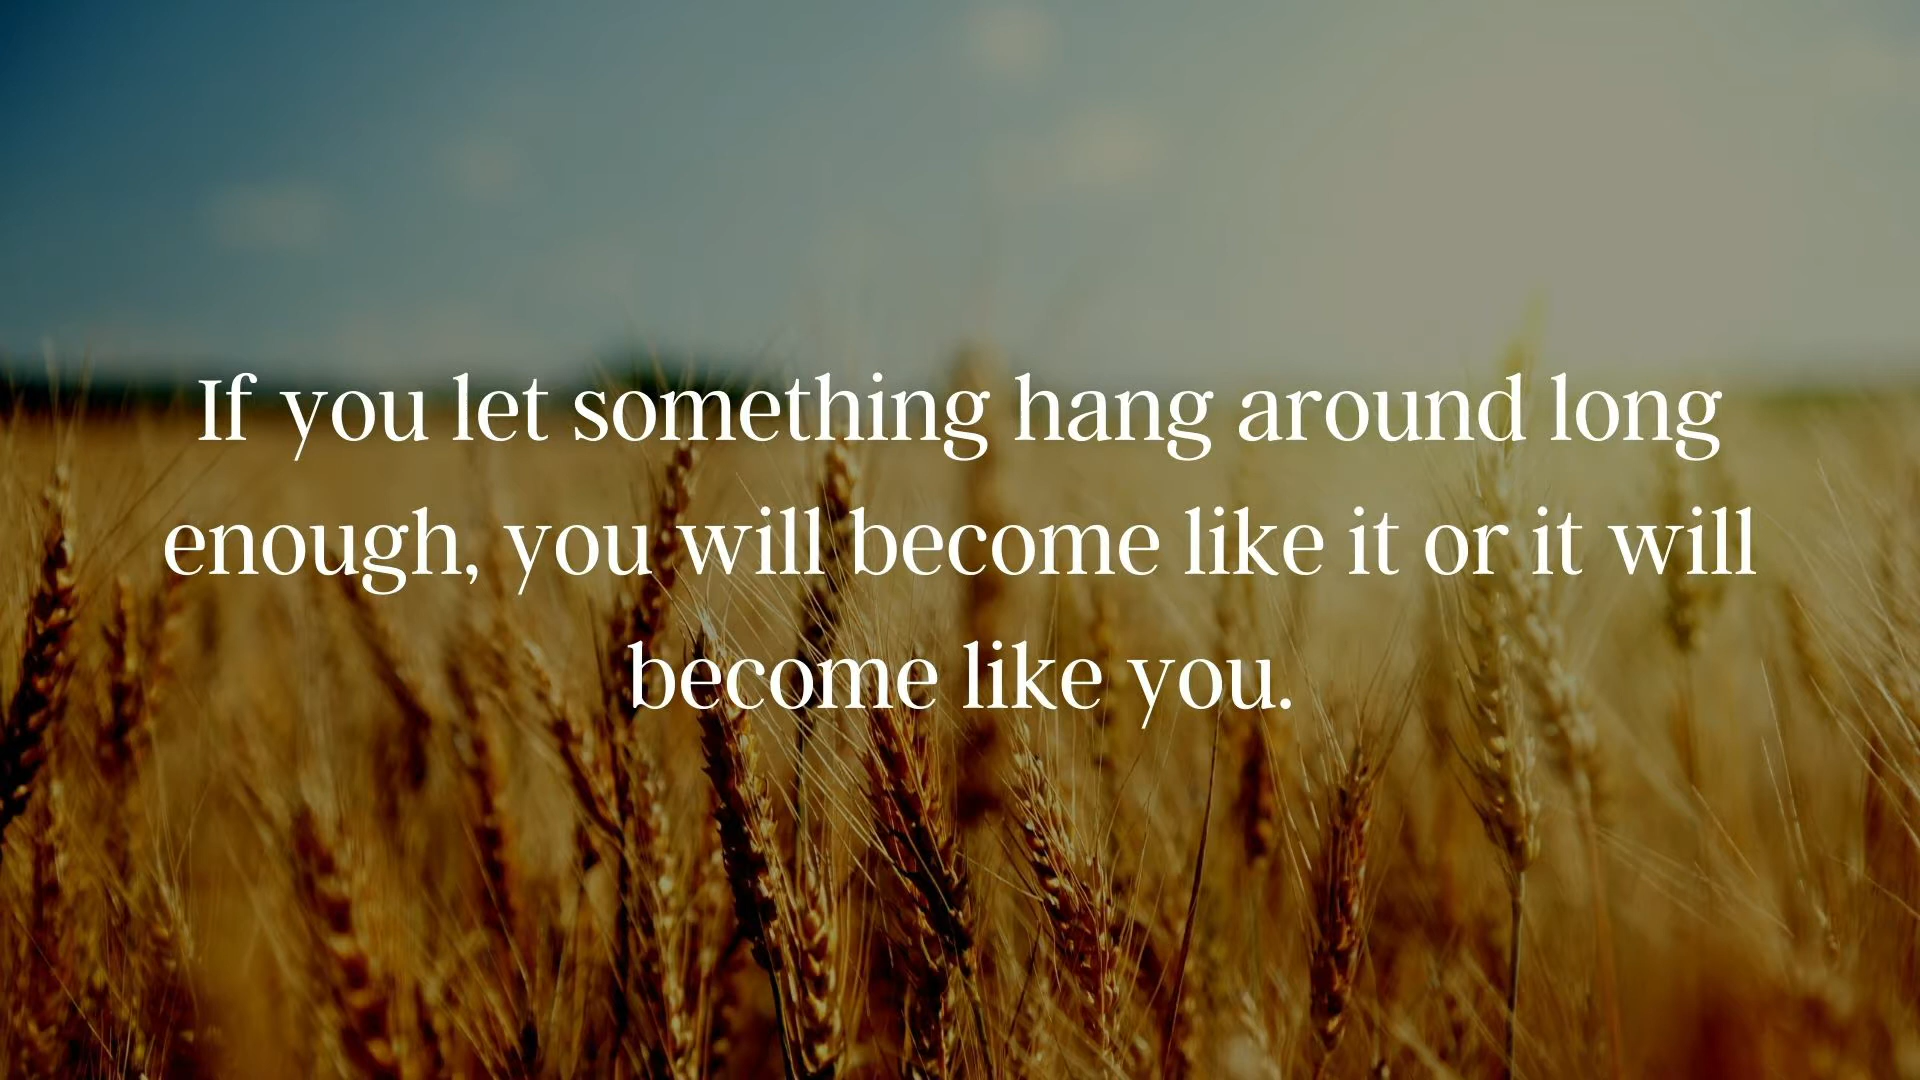 If you let something hang around long
enough, you will become like it or it will
become like you.